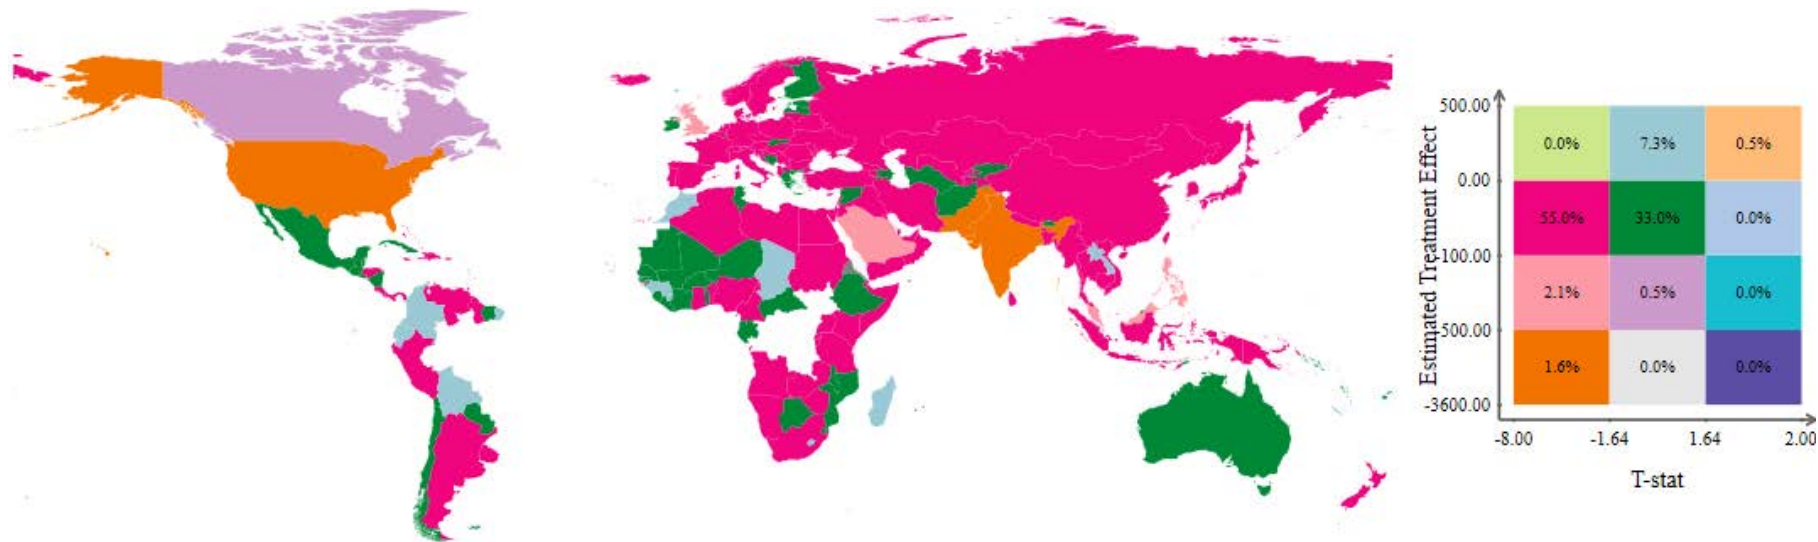 500.00
0.0% 7.3% 0.5%
0.00
55.0% 33.0% 0.0%
100.00
2.1% 0.5% 0.0%
500.00
1.6% 0.0% 0.0%
-3600.00
-8.00 -1.64 1.64 2.00
T-stat
Estimated Treatment Effect